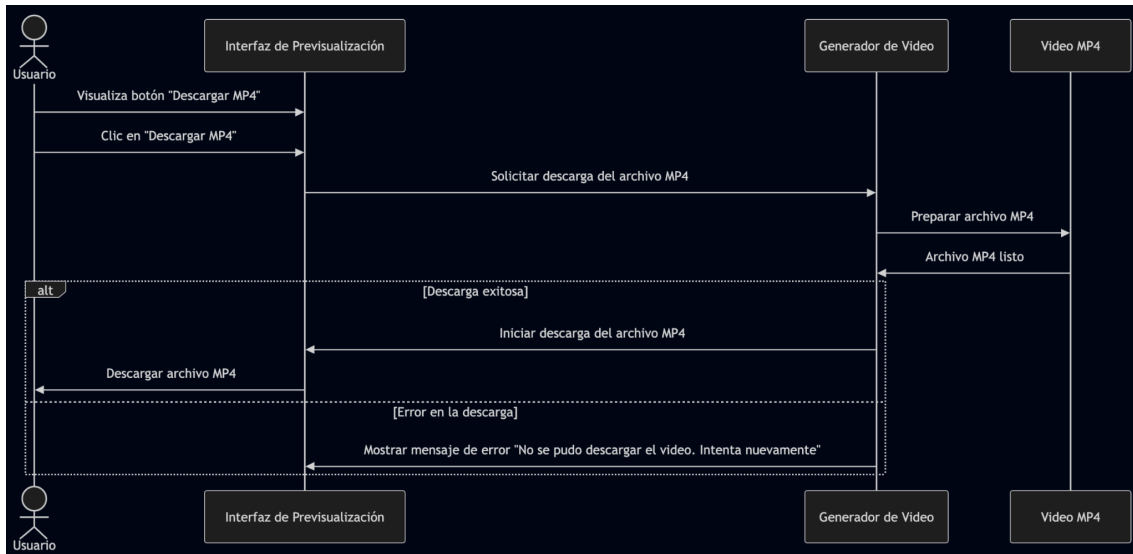 Usuario
Interfaz de Previsualización
Generador de Video
Video MP4
Visualiza botón "Descargar MP4"
Clic en "Descargar MP4"
Solicitar descarga del archivo MP4
Preparar archivo MP4
Archivo MP4 listo
alt
[Descarga exitosa]
Iniciar descarga del archivo MP4
Descargar archivo MP4
[Error en la descarga]
Mostrar mensaje de error "No se pudo descargar el video. Intenta nuevamente"
Usuario
Interfaz de Previsualización
Generador de Video
Video MP4